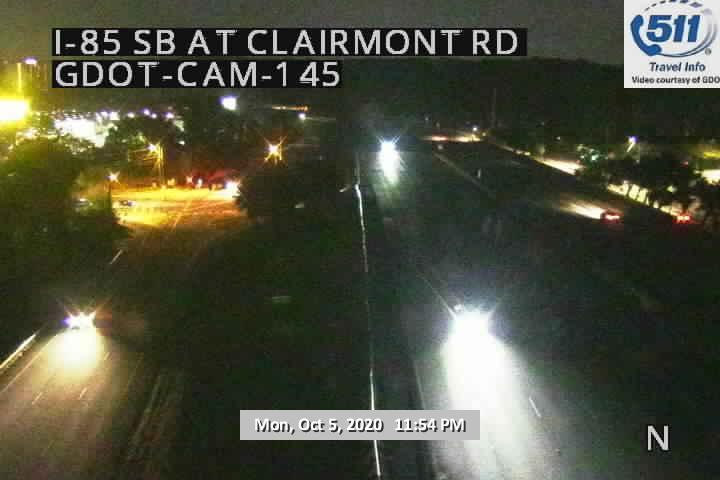 I-85 SB AT CLAIRMONT RD
GDOT-CAM-145
511
Travel Info
Video courtesy of GDO
Mon, Oct 5, 2020 11:54 PM
N